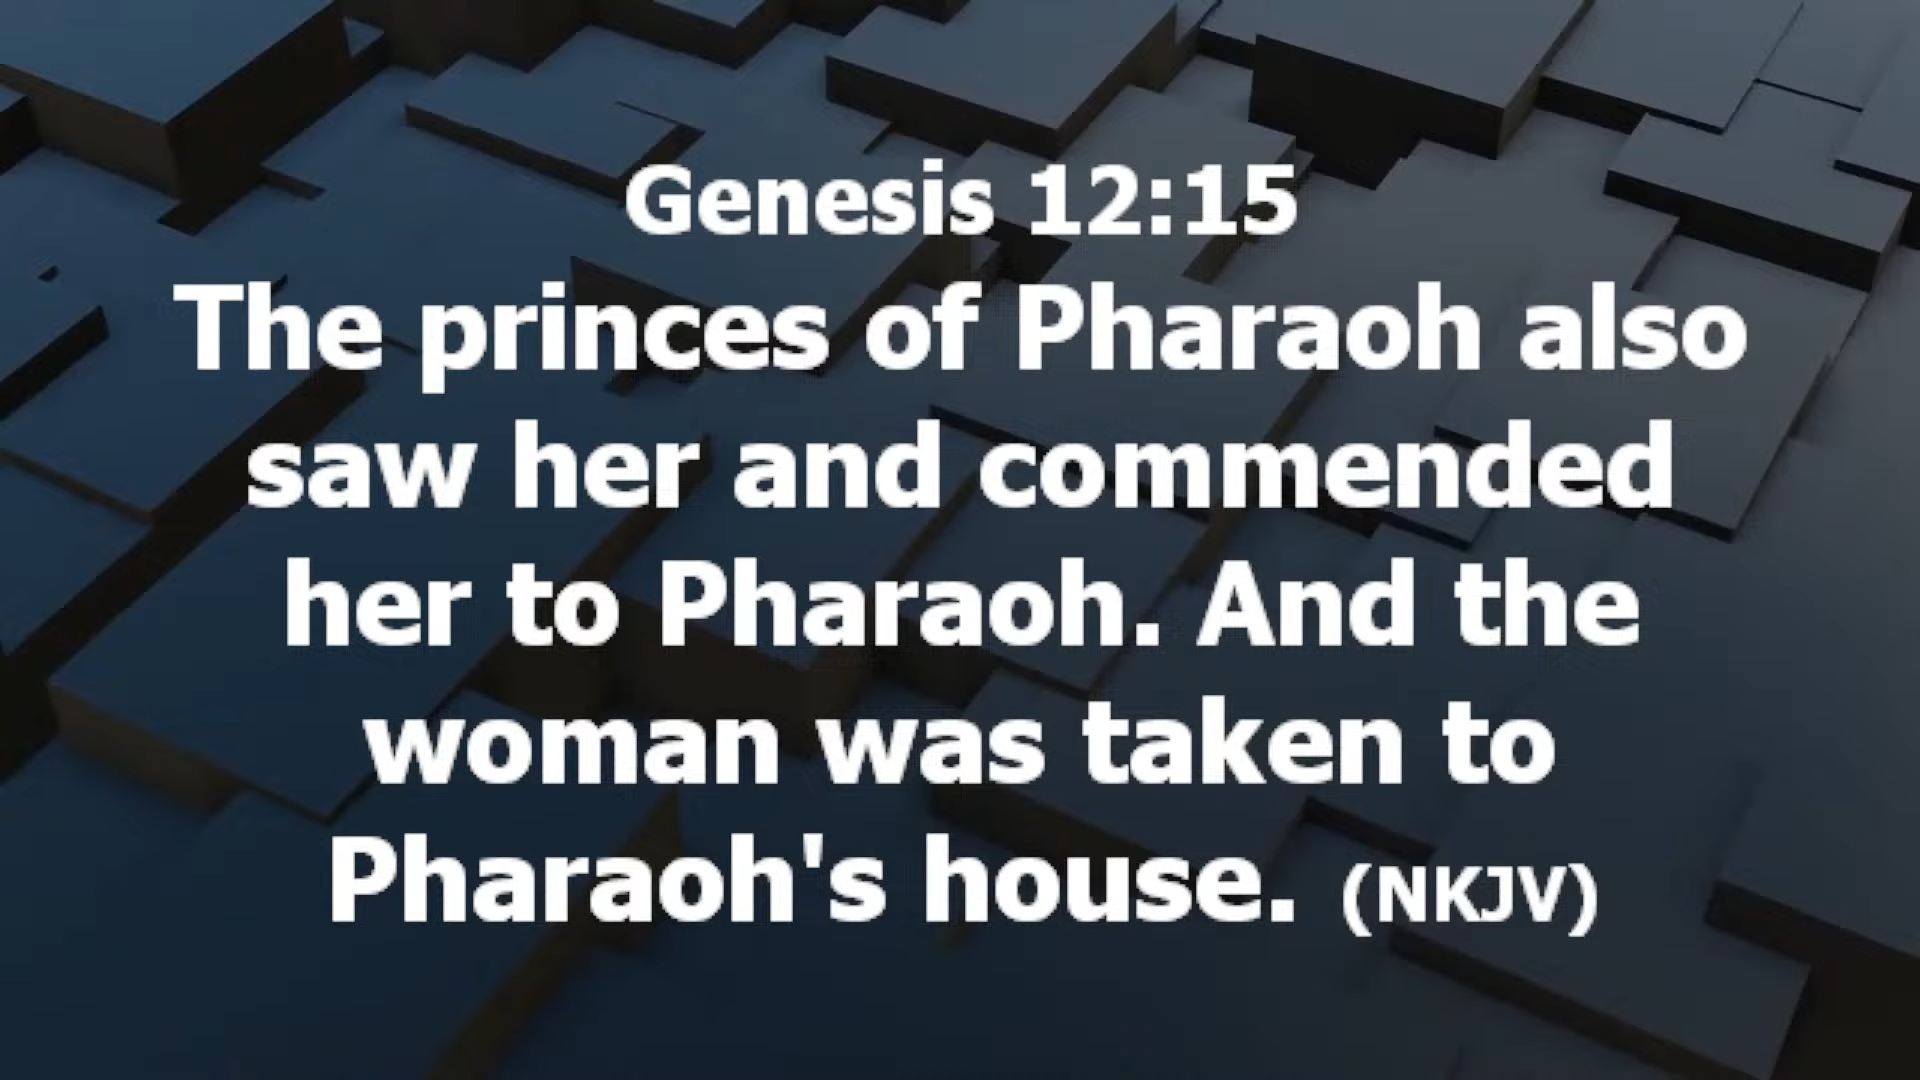 Genesis 12:15
The princes of Pharaoh also
saw her and commended
her to Pharaoh. And the
woman was taken to
Pharaoh's house. (NKJV)